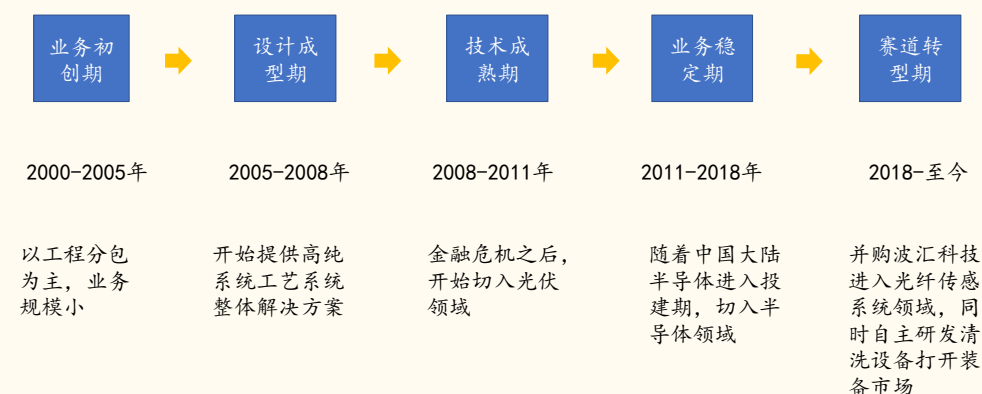 业务初
创期
设计成
型期
技术成
熟期
业务稳
定期
赛道转
型期
2000-2005年
2005-2008年
2008-2011年
2011-2018年
2018-至今
以工程分包
为主，业务
规模小
开始提供高纯
系统工艺系统
整体解决方案
金融危机之后，
开始切入光伏
领域
随着中国大陆
半导体进入投
建期，切入半
导体领域
并购波汇科技
进入光纤传感
系统领域，同
时自主研发清
洗设备打开装
备市场